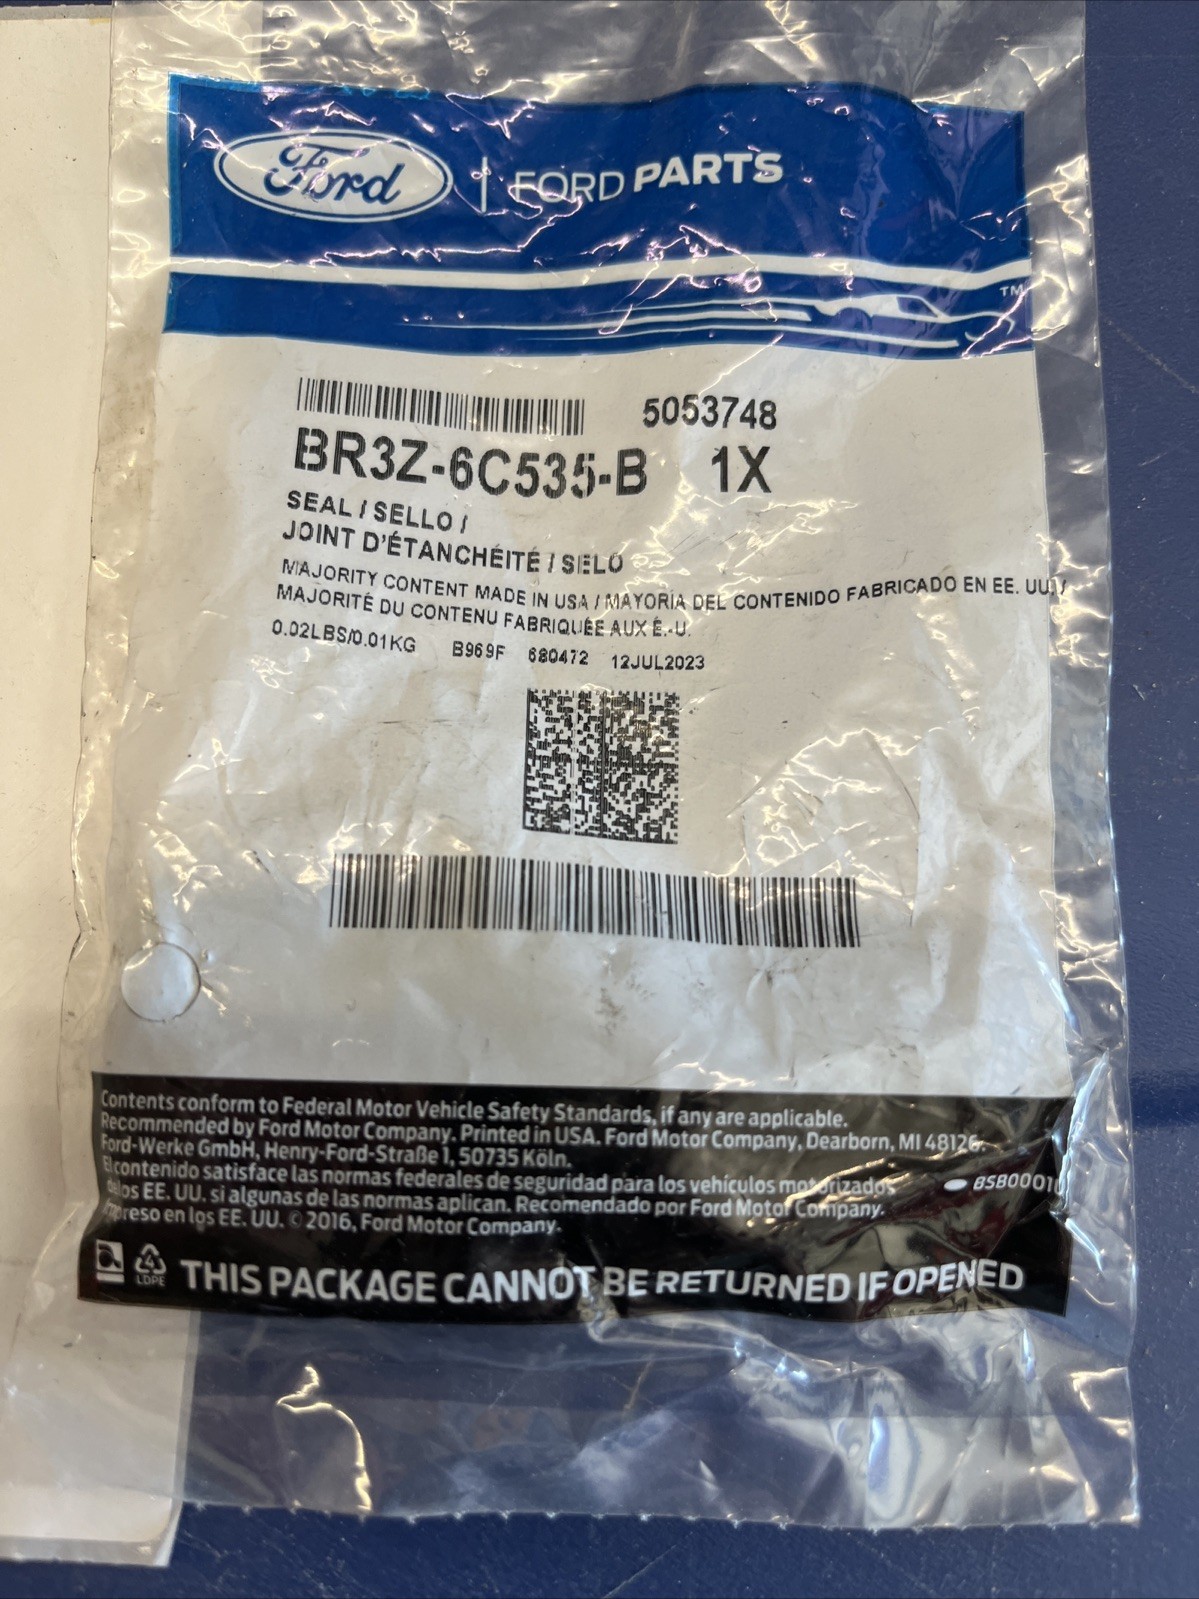 Ford | FORD PARTS
TM
5053748
BR3Z-6C535-B 1X
SEAL / SELLO /
JOINT D'ÉTANCHÉITÉ / SELO
MAJORITY CONTENT MADE IN USA / MAYORÍA DEL CONTENIDO FABRICADO EN EE. UU. /
MAJORITÉ DU CONTENU FABRIQUÉE AUX É.-U.
0.02LBS/0.01KG B969F 680472 12JUL2023
Contents conform to Federal Motor Vehicle Safety Standards, if any are applicable.
Recommended by Ford Motor Company. Printed in USA. Ford Motor Company, Dearborn, MI 48126.
Ford-Werke GmbH, Henry-Ford-Straße 1, 50735 Köln.
El contenido satisface las normas federales de seguridad para los vehículos motorizados
de los EE. UU. si algunas de las normas aplican. Recomendado por Ford Motor Company.
Impreso en los EE. UU. © 2016, Ford Motor Company.
4
LDPE
THIS PACKAGE CANNOT BE RETURNED IF OPENED